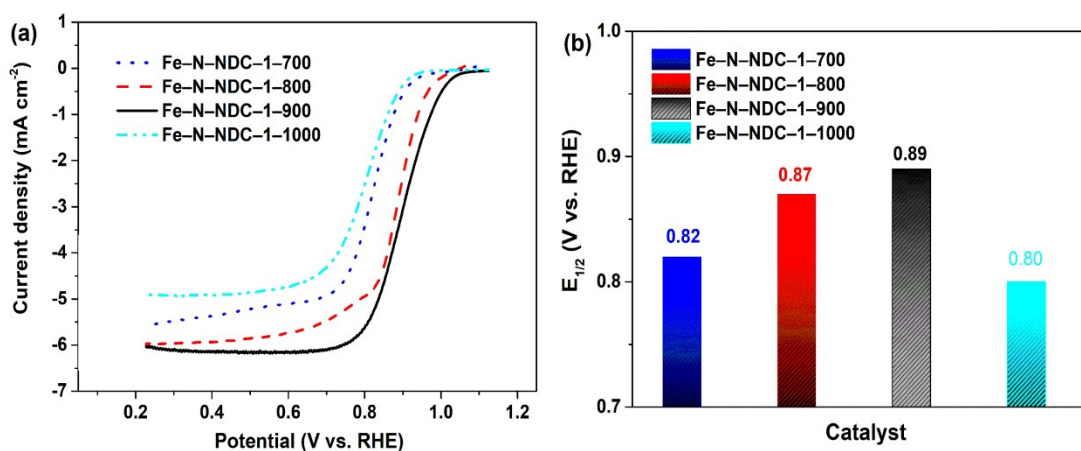 (a)
Fe–N–NDC–1–700
Fe–N–NDC–1–800
Fe–N–NDC–1–900
Fe–N–NDC–1–1000
Current density (mA cm⁻²)
1
0
-1
-2
-3
-4
-5
-6
-7
0.2 0.4 0.6 0.8 1.0 1.2
Potential (V vs. RHE)
(b)
Fe–N–NDC–1–700
Fe–N–NDC–1–800
Fe–N–NDC–1–900
Fe–N–NDC–1–1000
E₁/₂ (V vs. RHE)
1.0
0.9
0.8
0.7
0.82
0.87
0.89
0.80
Catalyst